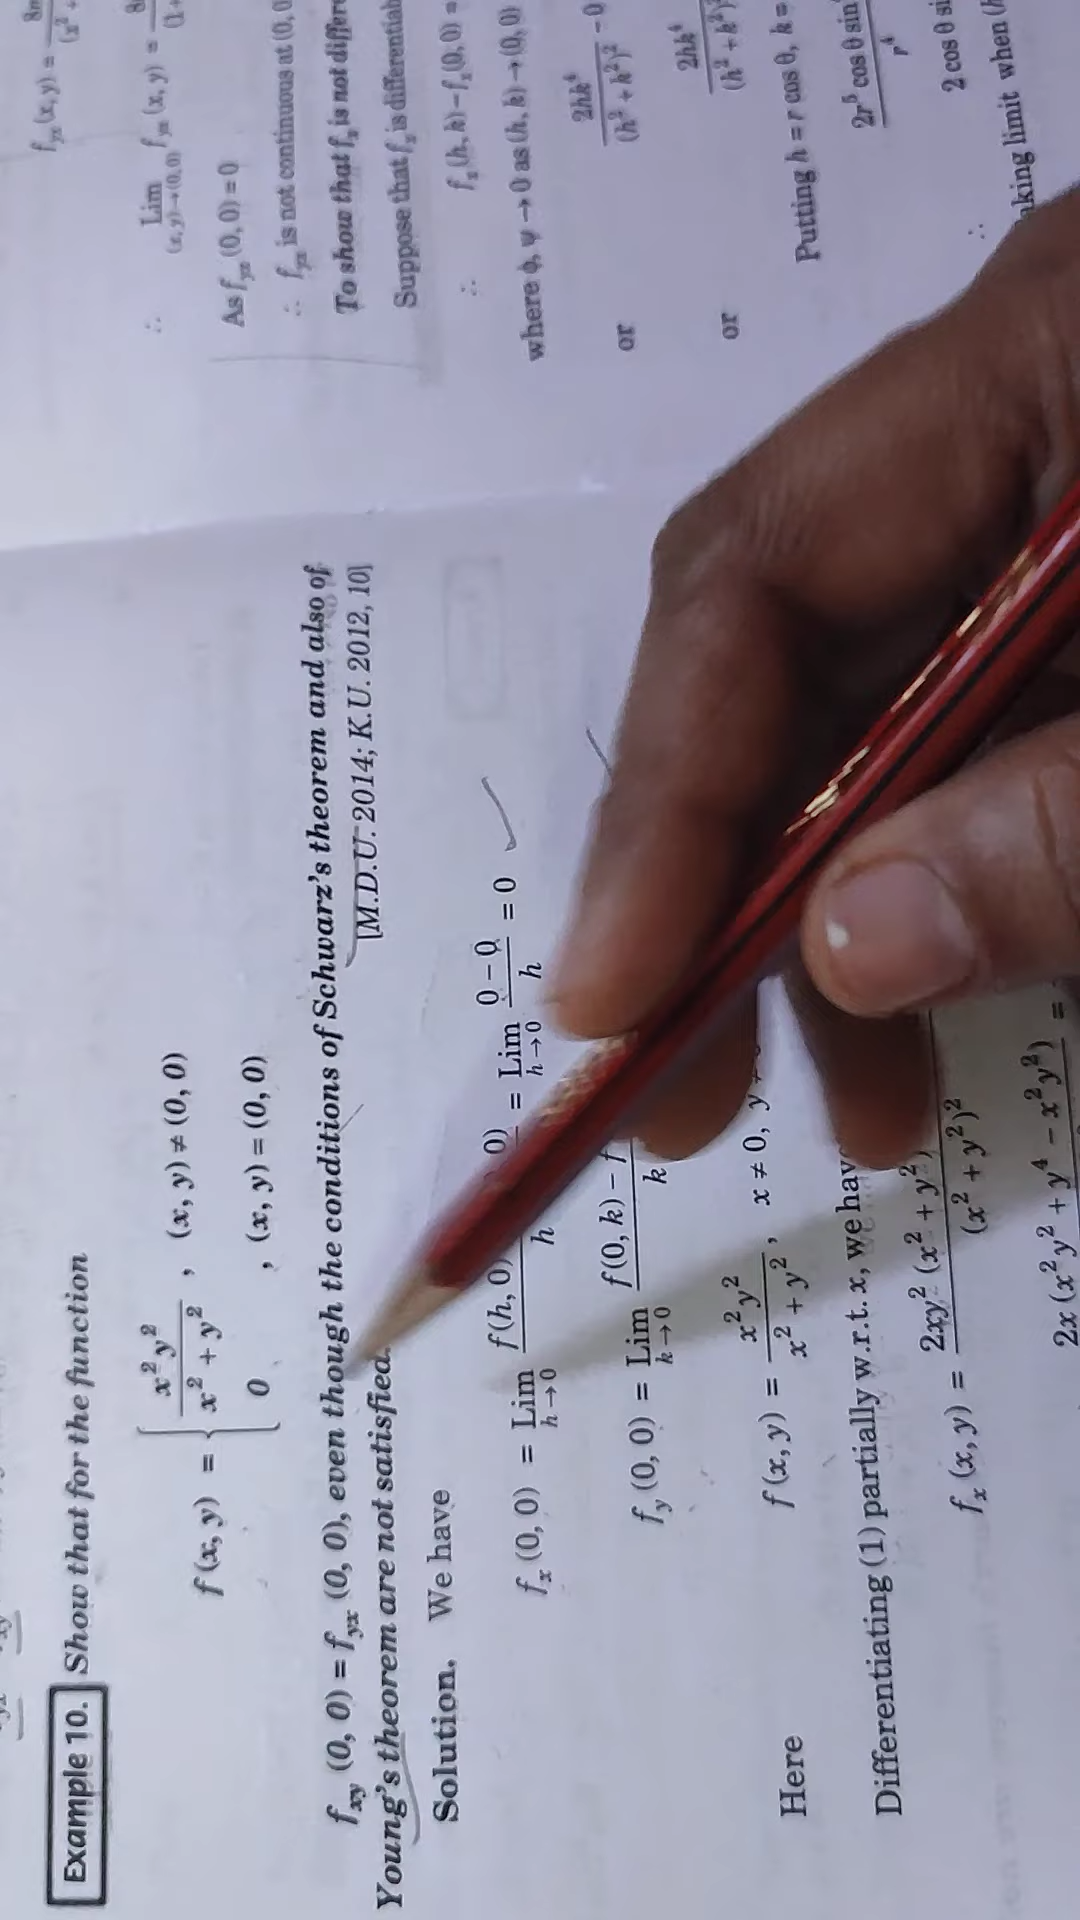 Example 10. Show that for the function
f(x, y) = { x²y² / (x² + y²) , (x, y) ≠ (0, 0)
0 , (x, y) = (0, 0)
f_xy (0, 0) = f_yx (0, 0), even though the conditions of Schwarz's theorem and also of
Young's theorem are not satisfied.
[M.D.U. 2014; K.U. 2012, 10]
Solution. We have
f_x (0, 0) = Lim h→0 f(h, 0) 0) / h = Lim h→0 (0 – 0) / h = 0
f_y (0, 0) = Lim k→0 f(0, k) – f / k
Here f(x, y) = x²y² / (x² + y²) , x ≠ 0, y
Differentiating (1) partially w.r.t. x, we hav
f_x (x, y) = 2xy² (x² + y²) / (x² + y²)²
2x (x²y² + y⁴ – x²y²) =
f_yx (x, y) = / (x² +
∴ Lim (x, y)→(0, 0) f_yx (x, y) = / (1+
As f_yx (0, 0) = 0
∴ f_yx is not continuous at (0, 0
To show that f_x is not differe
Suppose that f_x is differentiab
∴ f_x (h, k) – f_x (0, 0) =
where φ, ψ → 0 as (h, k) → (0, 0)
or 2hk⁴ / (h² + k²)² – 0
or 2hk⁴ / (h² + k²)²
Putting h = r cos θ, k =
2r⁵ cos θ sin / r⁴
∴ 2 cos θ si
aking limit when (h